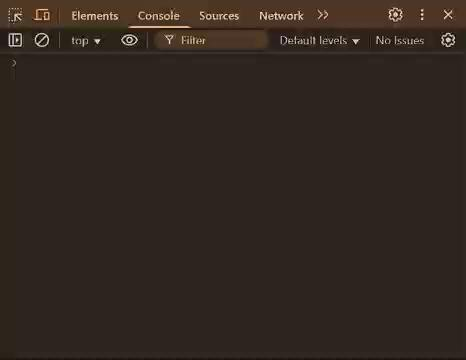 Elements Console Sources Network
top Filter Default levels No Issues